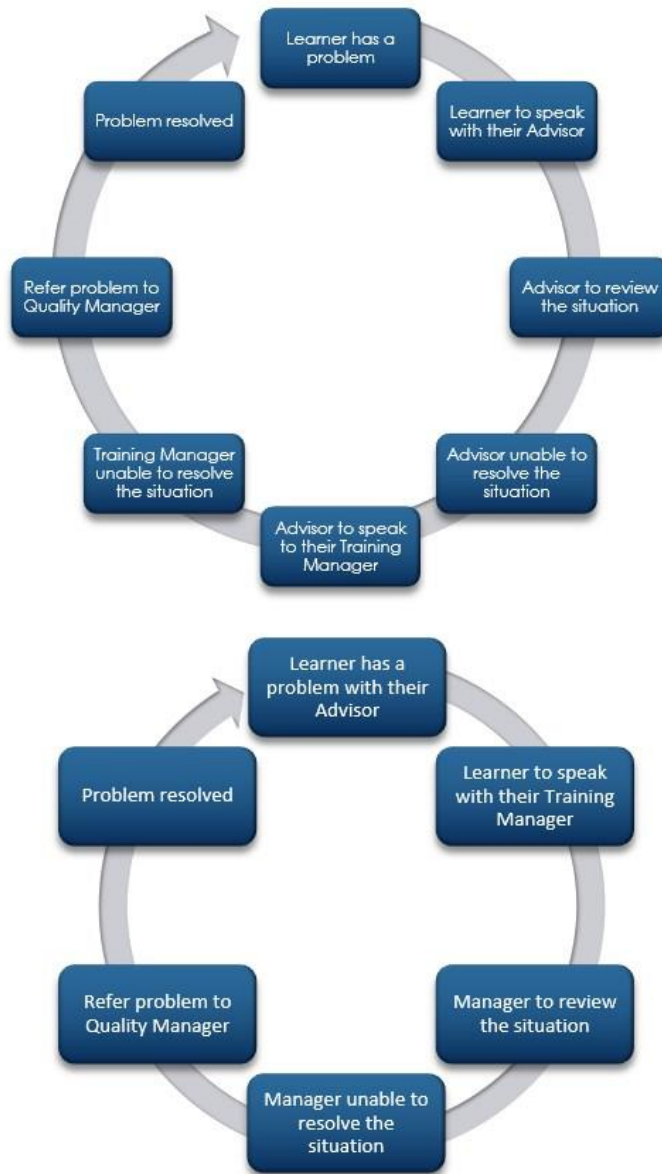 Learner has a
problem
Learner to speak
with their Advisor
Advisor to review
the situation
Advisor unable to
resolve the
situation
Advisor to speak
to their Training
Manager
Training Manager
unable to resolve
the situation
Refer problem to
Quality Manager
Problem resolved
Learner has a
problem with their
Advisor
Learner to speak
with their Training
Manager
Manager to review
the situation
Manager unable to
resolve the
situation
Refer problem to
Quality Manager
Problem resolved